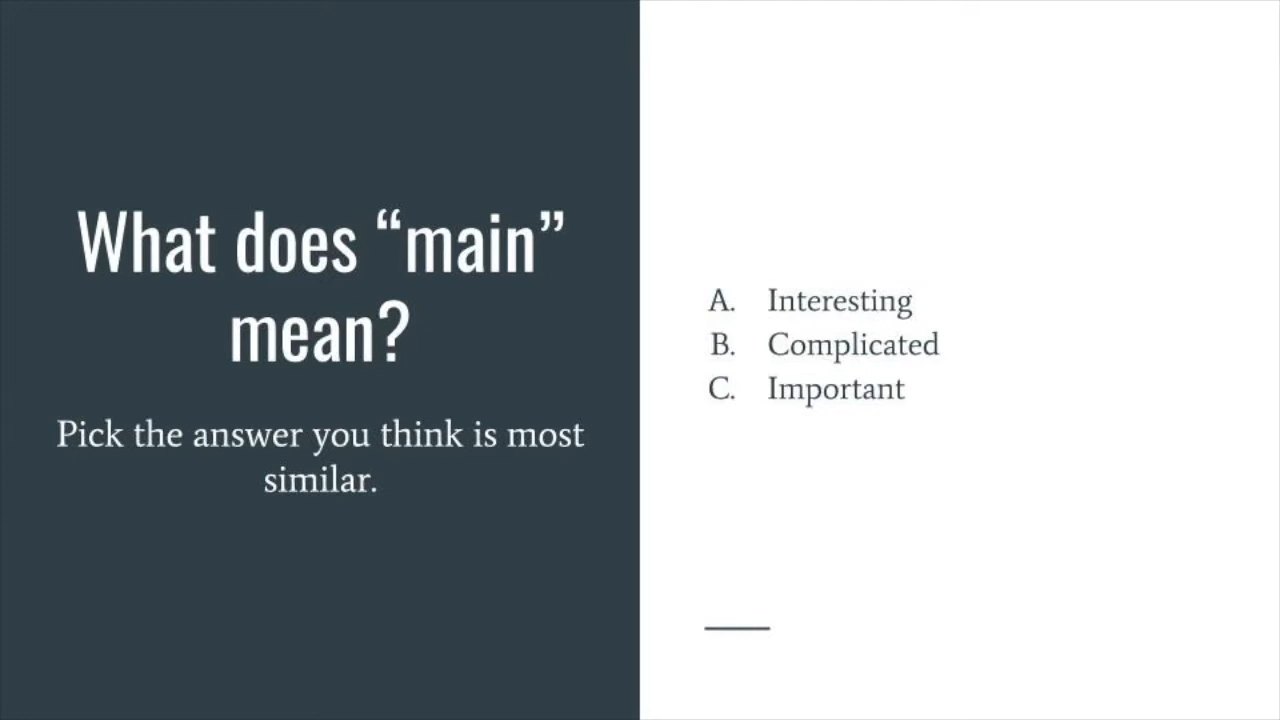 What does “main”
mean?
Pick the answer you think is most
similar.
A. Interesting
B. Complicated
C. Important